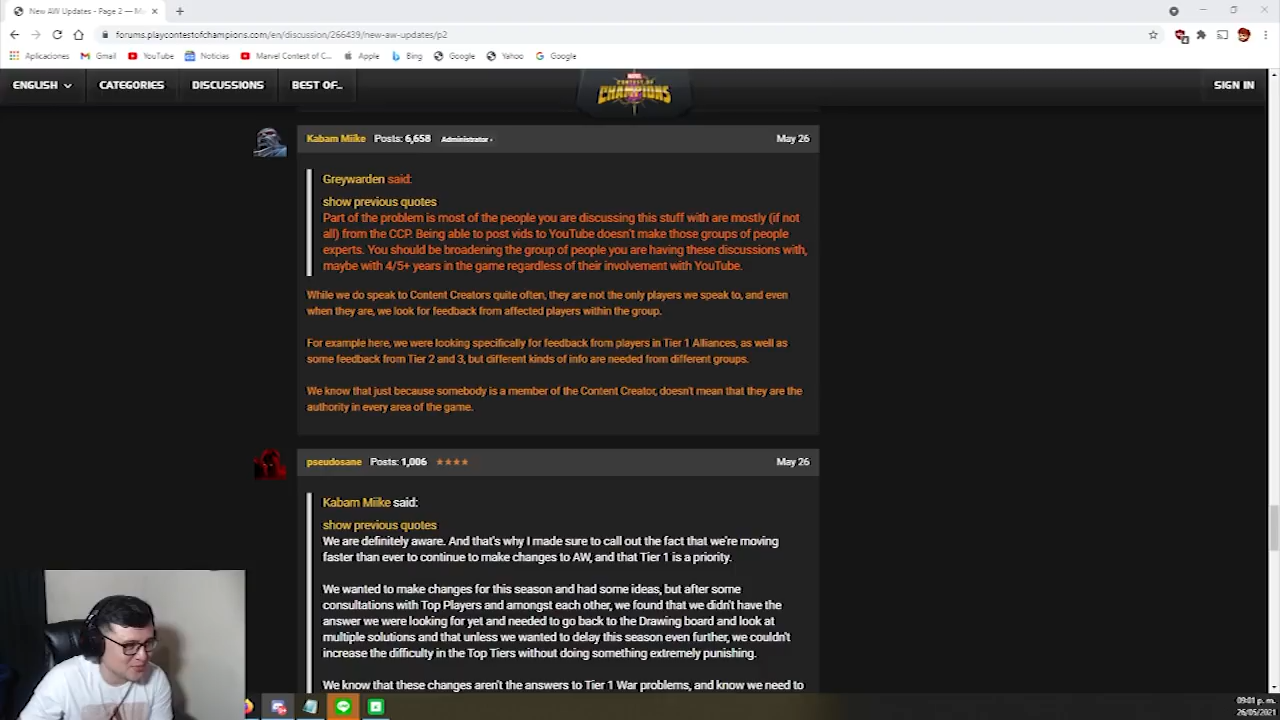 New AW Updates - Page 2 — M
forums.playcontestofchampions.com/en/discussion/266439/new-aw-updates/p2
Aplicaciones Gmail YouTube Noticias Marvel Contest of C... Apple Bing Google Yahoo Google
ENGLISH CATEGORIES DISCUSSIONS BEST OF... MARVEL CONTEST OF CHAMPIONS SIGN IN
Kabam Miike Posts: 6,658 Administrator · May 26
Greywarden said:
show previous quotes
Part of the problem is most of the people you are discussing this stuff with are mostly (if not
all) from the CCP. Being able to post vids to YouTube doesn't make those groups of people
experts. You should be broadening the group of people you are having these discussions with,
maybe with 4/5+ years in the game regardless of their involvement with YouTube.
While we do speak to Content Creators quite often, they are not the only players we speak to, and even
when they are, we look for feedback from affected players within the group.
For example here, we were looking specifically for feedback from players in Tier 1 Alliances, as well as
some feedback from Tier 2 and 3, but different kinds of info are needed from different groups.
We know that just because somebody is a member of the Content Creator, doesn't mean that they are the
authority in every area of the game.
pseudosane Posts: 1,006 ★★★★ May 26
Kabam Miike said:
show previous quotes
We are definitely aware. And that's why I made sure to call out the fact that we're moving
faster than ever to continue to make changes to AW, and that Tier 1 is a priority.
We wanted to make changes for this season and had some ideas, but after some
consultations with Top Players and amongst each other, we found that we didn't have the
answer we were looking for yet and needed to go back to the Drawing board and look at
multiple solutions and that unless we wanted to delay this season even further, we couldn't
increase the difficulty in the Top Tiers without doing something extremely punishing.
We know that these changes aren't the answers to Tier 1 War problems, and know we need to
09:01 p. m.
26/05/2021